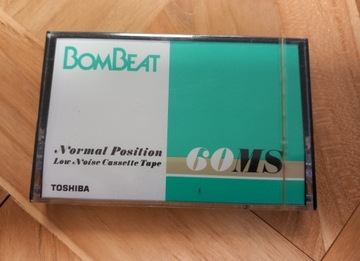 BOMBEAT
Normal Position
Low Noise Cassette Tape
60MS
TOSHIBA